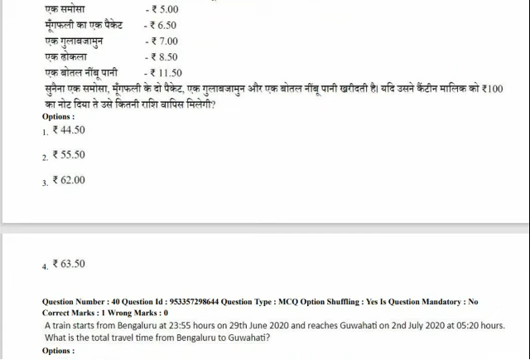 एक समोसा - ₹ 5.00
मूँगफली का एक पैकेट - ₹ 6.50
एक गुलाबजामुन - ₹ 7.00
एक ढोकला - ₹ 8.50
एक बोतल नींबू पानी - ₹ 11.50
सुनैना एक समोसा, मूँगफली के दो पैकेट, एक गुलाबजामुन और एक बोतल नींबू पानी खरीदती है। यदि उसने कैंटीन मालिक को ₹100
का नोट दिया ते उसे कितनी राशि वापिस मिलेगी?
Options :
1. ₹ 44.50
2. ₹ 55.50
3. ₹ 62.00
4. ₹ 63.50
Question Number : 40 Question Id : 953357298644 Question Type : MCQ Option Shuffling : Yes Is Question Mandatory : No
Correct Marks : 1 Wrong Marks : 0
A train starts from Bengaluru at 23:55 hours on 29th June 2020 and reaches Guwahati on 2nd July 2020 at 05:20 hours.
What is the total travel time from Bengaluru to Guwahati?
Options :